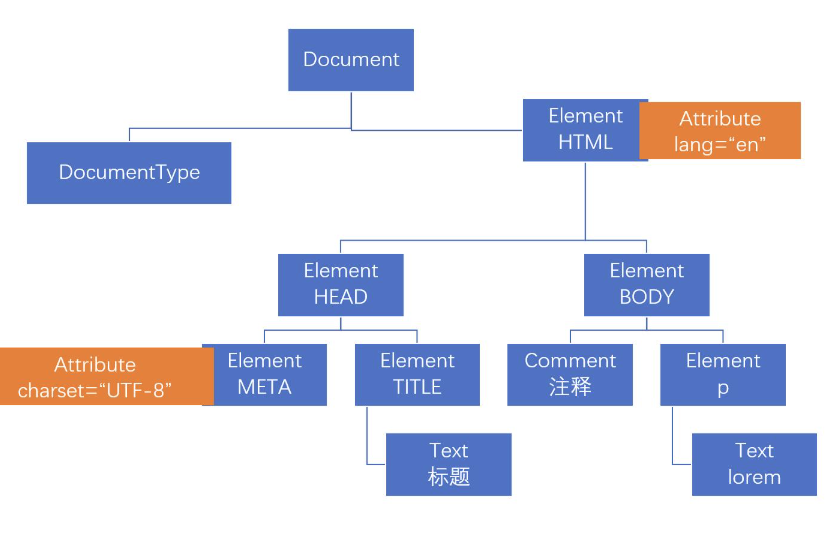 Document
Element
HTML
Attribute
lang=“en”
DocumentType
Element
HEAD
Element
BODY
Attribute
charset=“UTF-8”
Element
META
Element
TITLE
Comment
注释
Element
p
Text
标题
Text
lorem